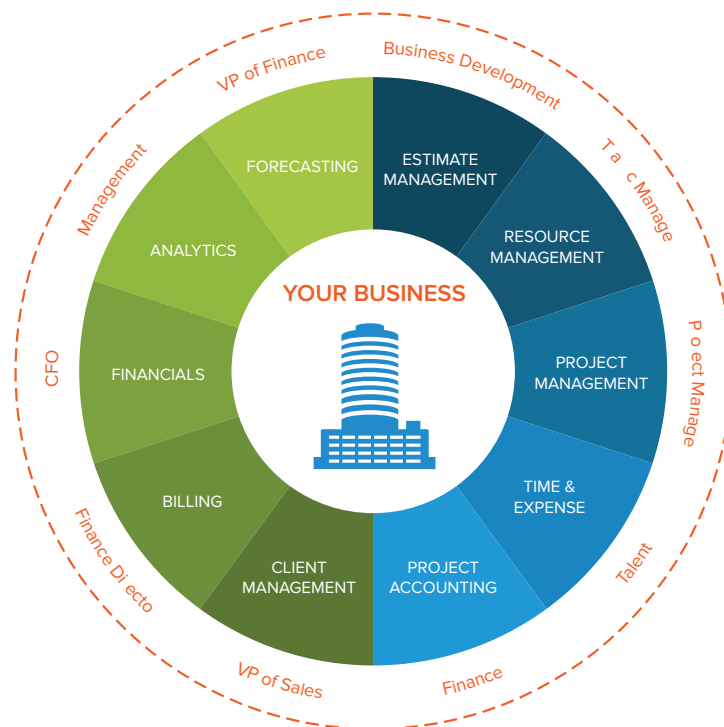 Business Development
T a c Manage
P o ect Manage
Talent
Finance
VP of Sales
Finance Di ecto
CFO
Management
VP of Finance
ESTIMATE
MANAGEMENT
RESOURCE
MANAGEMENT
PROJECT
MANAGEMENT
TIME &
EXPENSE
PROJECT
ACCOUNTING
CLIENT
MANAGEMENT
BILLING
FINANCIALS
ANALYTICS
FORECASTING
YOUR BUSINESS